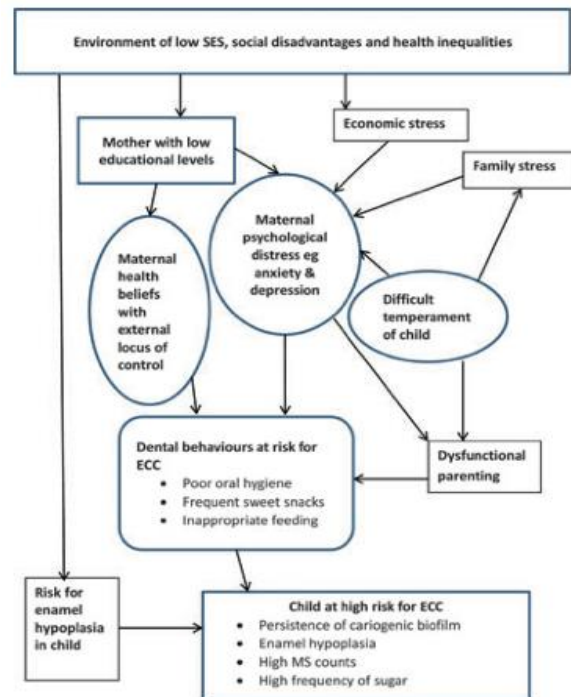 Environment of low SES, social disadvantages and health inequalities
Mother with low
educational levels
Economic stress
Family stress
Maternal
health
beliefs
with
external
locus of
control
Maternal
psychological
distress eg
anxiety &
depression
Difficult
temperament
of child
Dental behaviours at risk for
ECC
• Poor oral hygiene
• Frequent sweet snacks
• Inappropriate feeding
Dysfunctional
parenting
Risk for
enamel
hypoplasia
in child
Child at high risk for ECC
• Persistence of cariogenic biofilm
• Enamel hypoplasia
• High MS counts
• High frequency of sugar